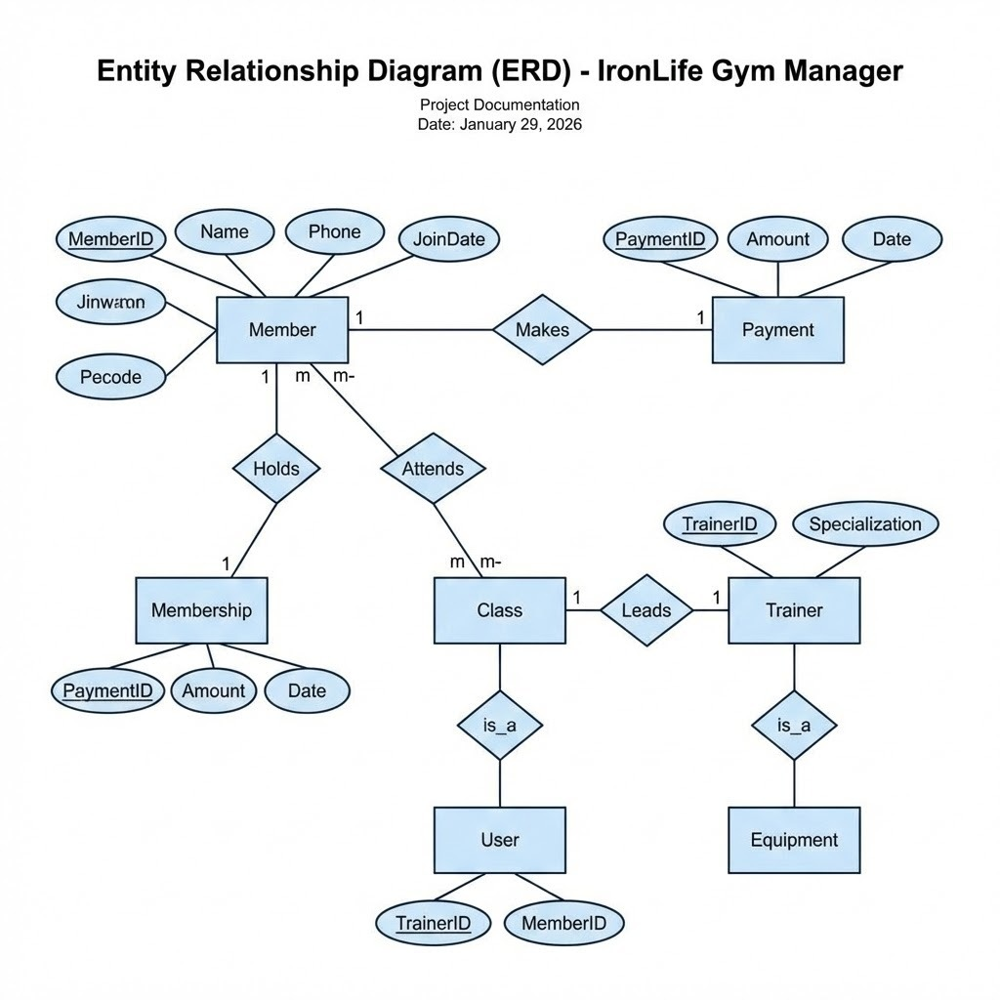 Entity Relationship Diagram (ERD) - IronLife Gym Manager
Project Documentation
Date: January 29, 2026
MemberID
Name
Phone
JoinDate
PaymentID
Amount
Date
Pecode
Member
1
Makes
1
Payment
1
m
m-
Holds
Attends
1
m
m-
TrainerID
Specialization
Membership
Class
1
Leads
1
Trainer
PaymentID
Amount
Date
is_a
is_a
User
Equipment
TrainerID
MemberID